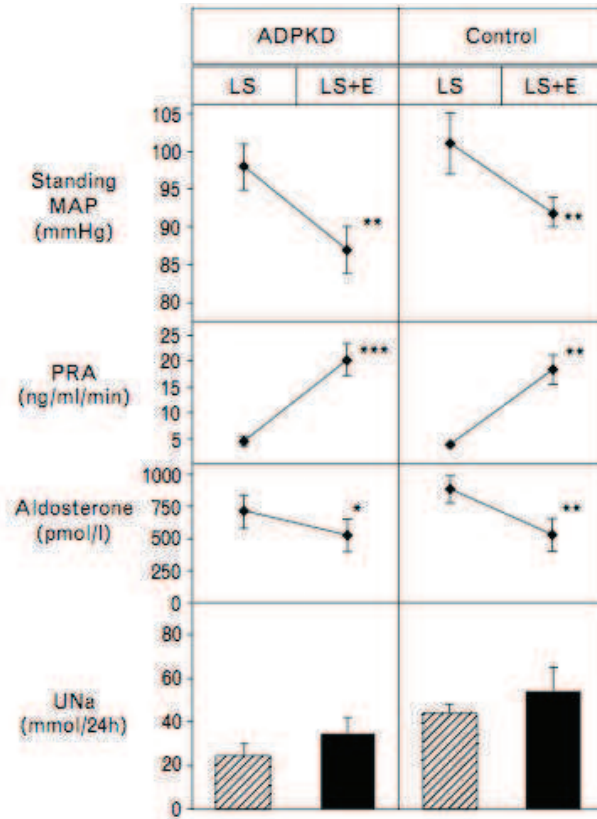 ADPKD Control
LS LS+E LS LS+E
Standing
MAP
(mmHg)
105
100
95
90
85
80
** **
PRA
(ng/ml/min)
25
20
15
10
5
*** **
Aldosterone
(pmol/l)
1000
750
500
250
0
* **
UNa
(mmol/24h)
80
60
40
20
0